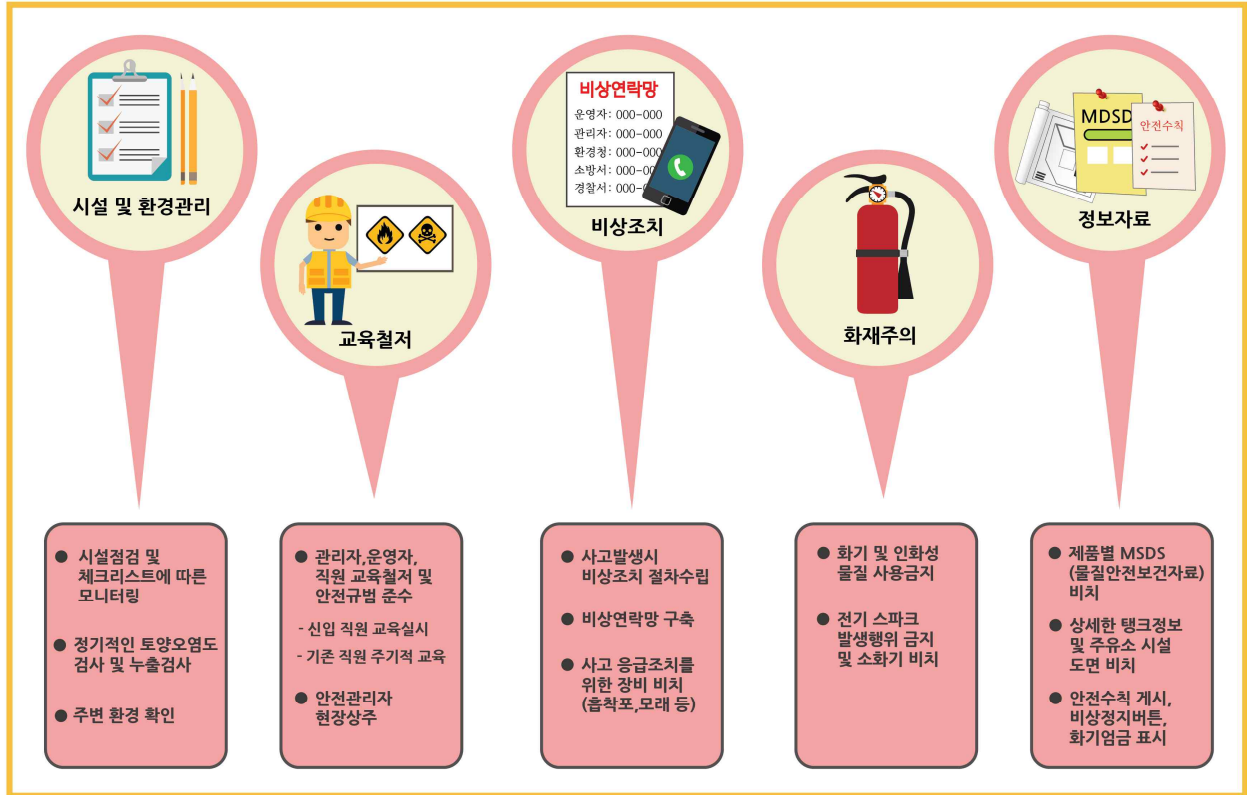 시설 및 환경관리
● 시설점검 및
체크리스트에 따른
모니터링
● 정기적인 토양오염도
검사 및 누출검사
● 주변 환경 확인
교육철저
● 관리자,운영자,
직원 교육철저 및
안전규범 준수
- 신입 직원 교육실시
- 기존 직원 주기적 교육
● 안전관리자
현장상주
비상연락망
운영자: 000-000
관리자: 000-000
환경청: 000-000
소방서: 000-00
경찰서: 000-
비상조치
● 사고발생시
비상조치 절차수립
● 비상연락망 구축
● 사고 응급조치를
위한 장비 비치
(흡착포,모래 등)
화재주의
● 화기 및 인화성
물질 사용금지
● 전기 스파크
발생행위 금지
및 소화기 비치
MDSD
안전수칙
정보자료
● 제품별 MSDS
(물질안전보건자료)
비치
● 상세한 탱크정보
및 주유소 시설
도면 비치
● 안전수칙 게시,
비상정지버튼,
화기엄금 표시